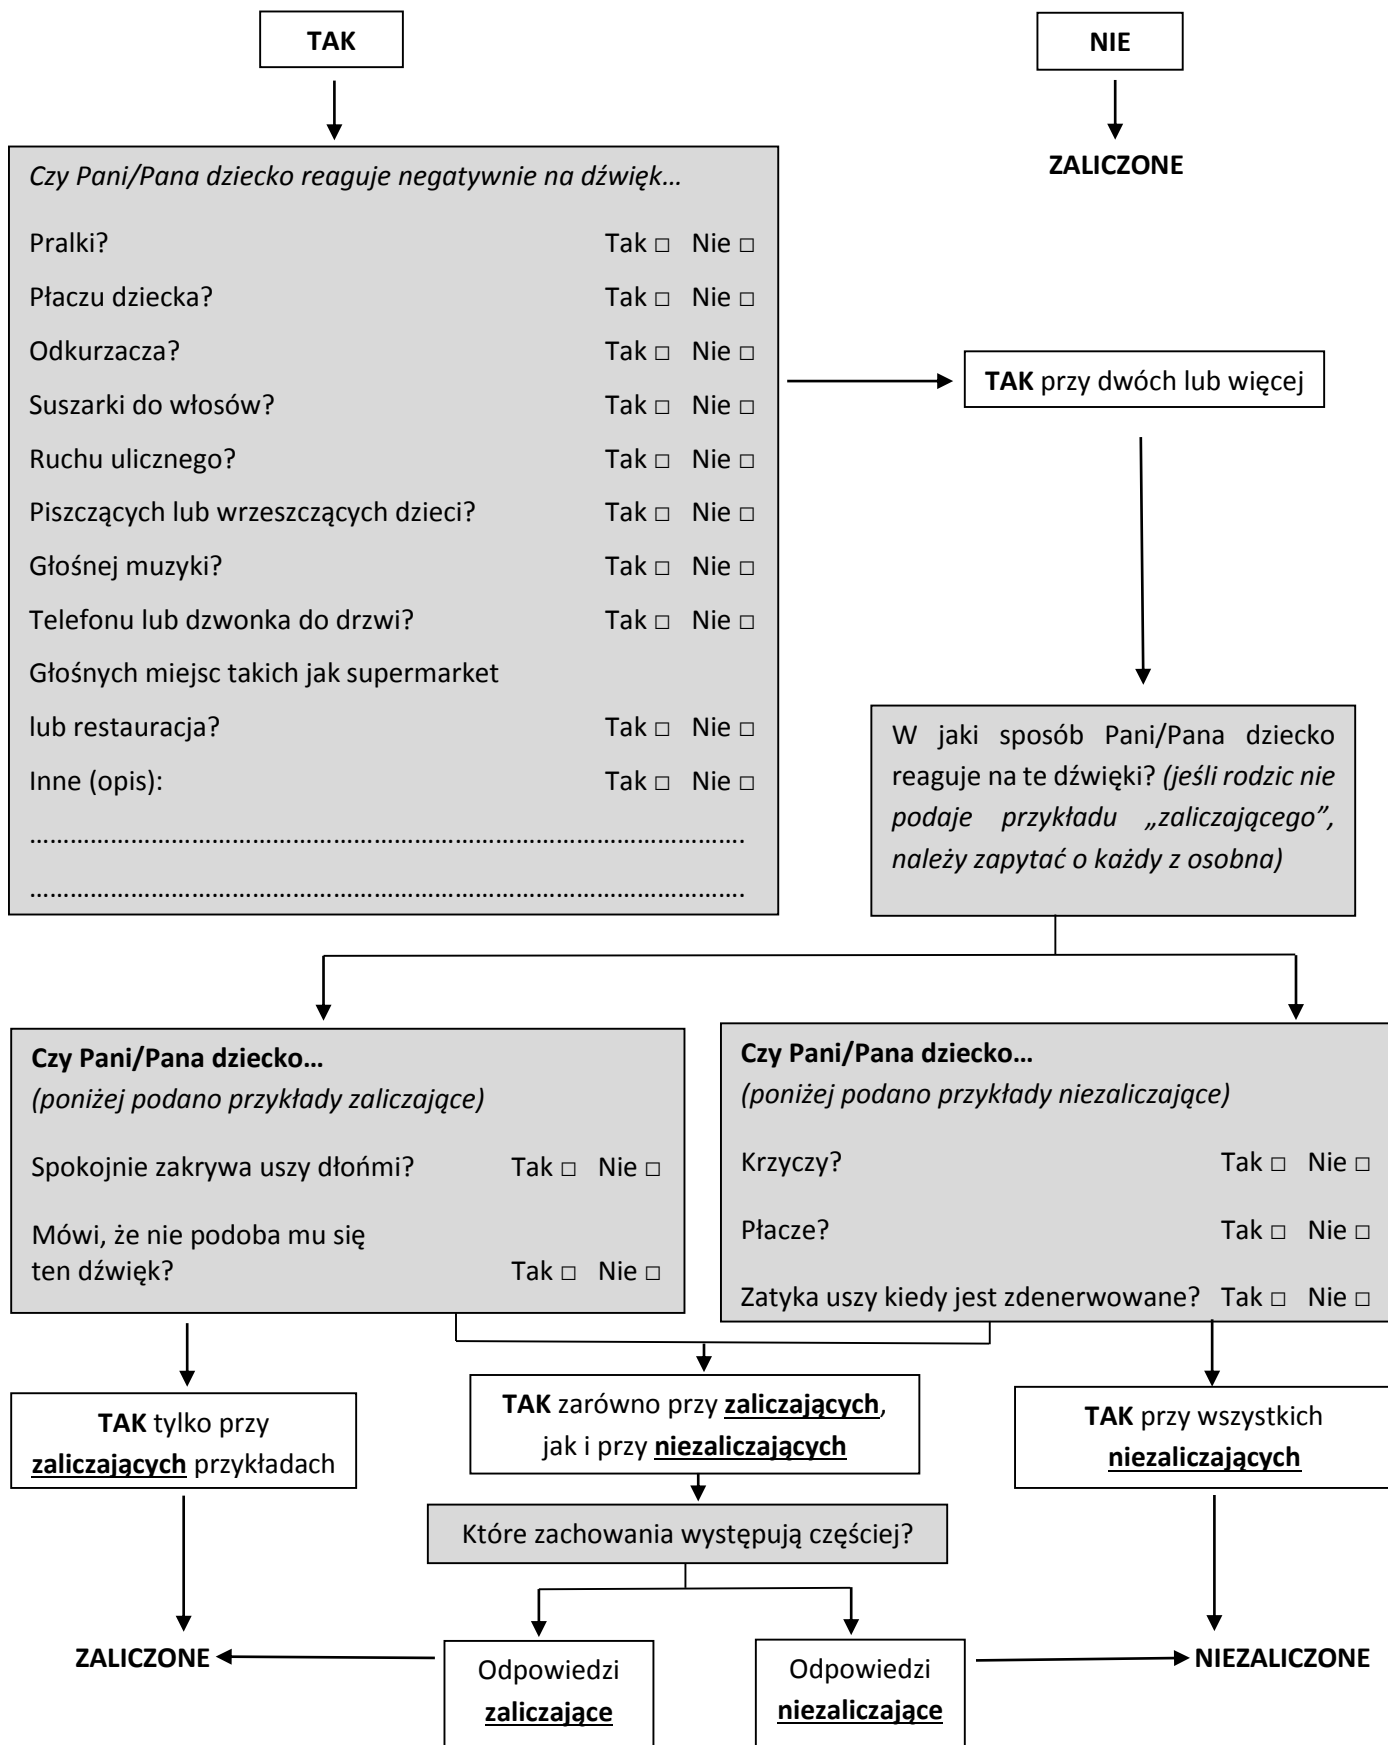 TAK
NIE
ZALICZONE
Czy Pani/Pana dziecko reaguje negatywnie na dźwięk…
Pralki? Tak □ Nie □
Płaczu dziecka? Tak □ Nie □
Odkurzacza? Tak □ Nie □
Suszarki do włosów? Tak □ Nie □
Ruchu ulicznego? Tak □ Nie □
Piszczących lub wrzeszczących dzieci? Tak □ Nie □
Głośnej muzyki? Tak □ Nie □
Telefonu lub dzwonka do drzwi? Tak □ Nie □
Głośnych miejsc takich jak supermarket
lub restauracja? Tak □ Nie □
Inne (opis): Tak □ Nie □
…………………………………………………………………………………………….
…………………………………………………………………………………………….
TAK przy dwóch lub więcej
W jaki sposób Pani/Pana dziecko
reaguje na te dźwięki? (jeśli rodzic nie
podaje przykładu „zaliczającego”,
należy zapytać o każdy z osobna)
Czy Pani/Pana dziecko…
(poniżej podano przykłady zaliczające)
Spokojnie zakrywa uszy dłońmi? Tak □ Nie □
Mówi, że nie podoba mu się
ten dźwięk? Tak □ Nie □
Czy Pani/Pana dziecko…
(poniżej podano przykłady niezaliczające)
Krzyczy? Tak □ Nie □
Płacze? Tak □ Nie □
Zatyka uszy kiedy jest zdenerwowane? Tak □ Nie □
TAK tylko przy
zaliczających przykładach
TAK zarówno przy zaliczających,
jak i przy niezaliczających
TAK przy wszystkich
niezaliczających
Które zachowania występują częściej?
ZALICZONE
Odpowiedzi
zaliczające
Odpowiedzi
niezaliczające
NIEZALICZONE